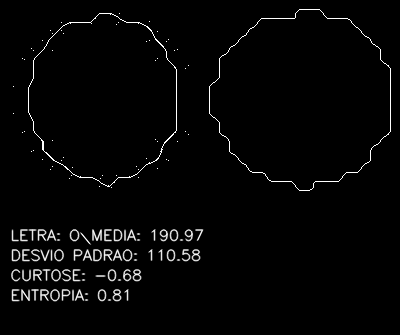 LETRA: O\MEDIA: 190.97
DESVIO PADRAO: 110.58
CURTOSE: -0.68
ENTROPIA: 0.81